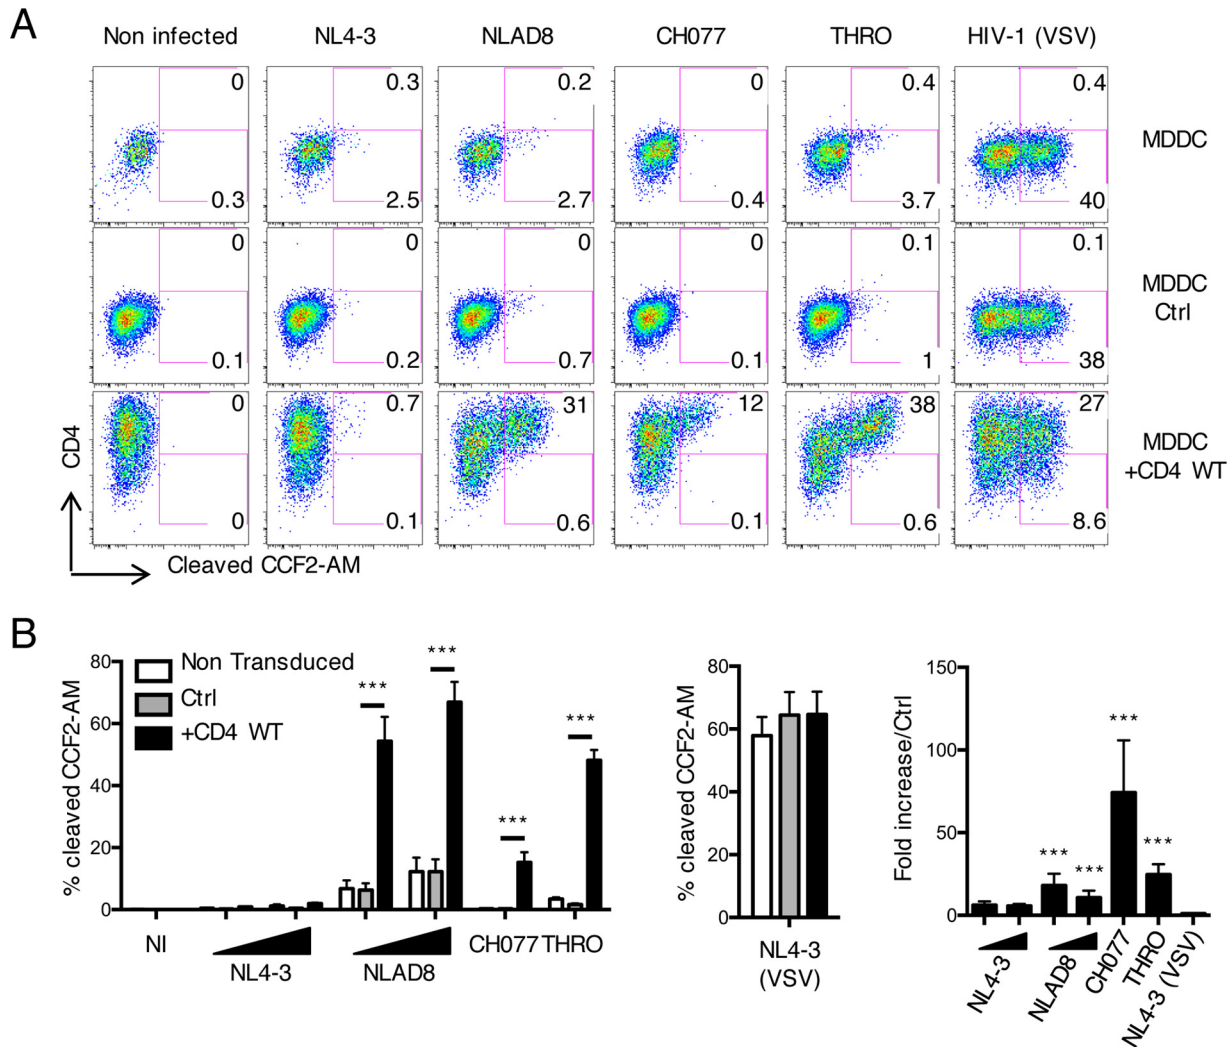 A
Non infected NL4-3 NLAD8 CH077 THRO HIV-1 (VSV)
0 0.3 0.2 0 0.4 0.4
MDDC
0.3 2.5 2.7 0.4 3.7 40
0 0 0 0 0.1 0.1
MDDC
Ctrl
0.1 0.2 0.7 0.1 1 38
0 0.7 31 12 38 27
MDDC
+CD4 WT
0 0.1 0.6 0.1 0.6 8.6
CD4
Cleaved CCF2-AM
B
% cleaved CCF2-AM
80
60
40
20
0
Non Transduced
Ctrl
+CD4 WT
*** *** *** ***
NI NL4-3 NLAD8 CH077 THRO
% cleaved CCF2-AM
80
60
40
20
0
NL4-3
(VSV)
Fold increase/Ctrl
150
100
50
0
*** *** *** ***
NL4-3
NLAD8
CH077
THRO
NL4-3 (VSV)